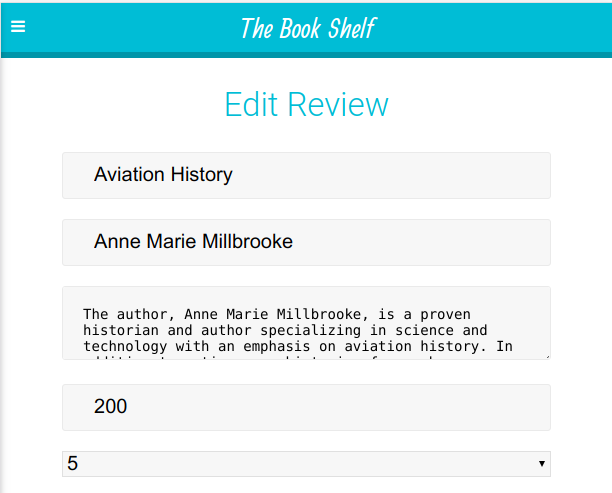 The Book Shelf
Edit Review
Aviation History
Anne Marie Millbrooke
The author, Anne Marie Millbrooke, is a proven
historian and author specializing in science and
technology with an emphasis on aviation history. In
200
5